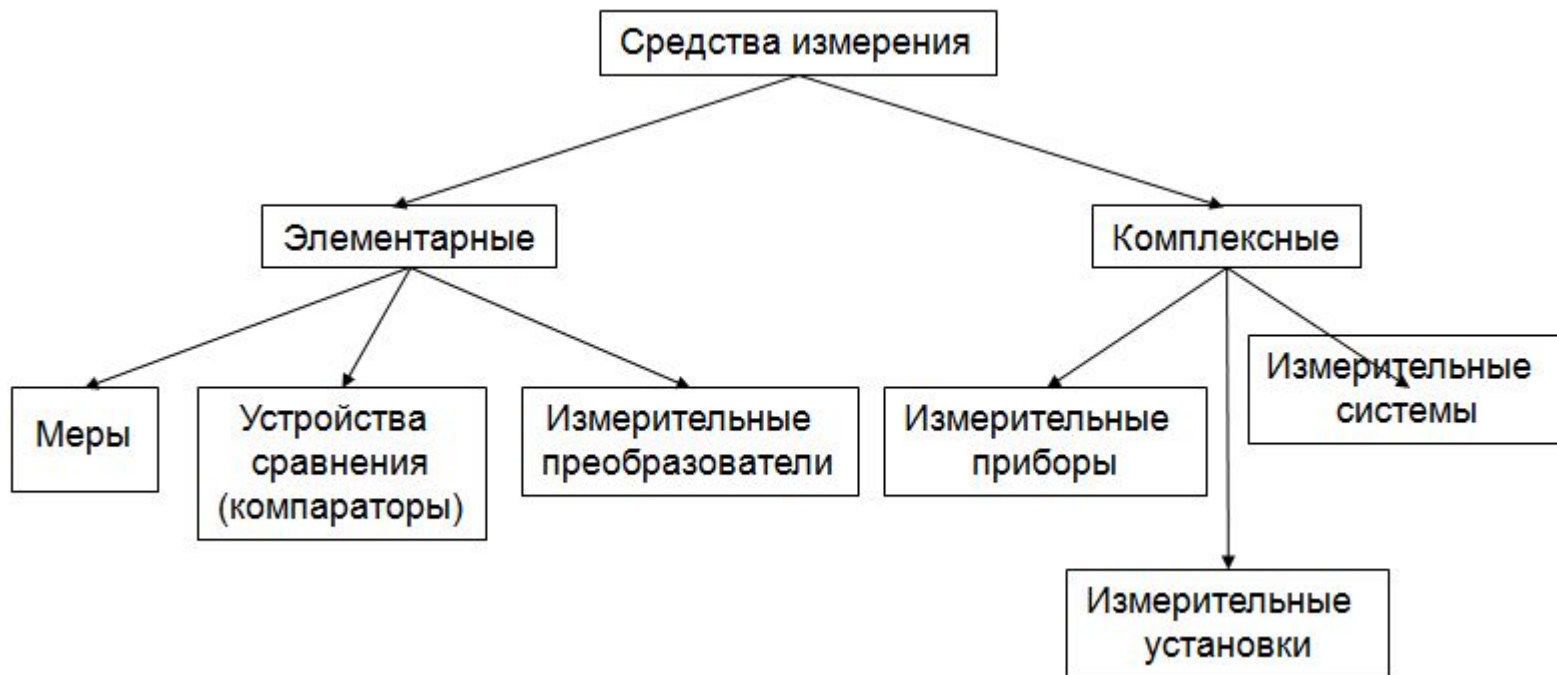 Средства измерения
Элементарные
Комплексные
Меры
Устройства
сравнения
(компараторы)
Измерительные
преобразователи
Измерительные
приборы
Измерительные
системы
Измерительные
установки